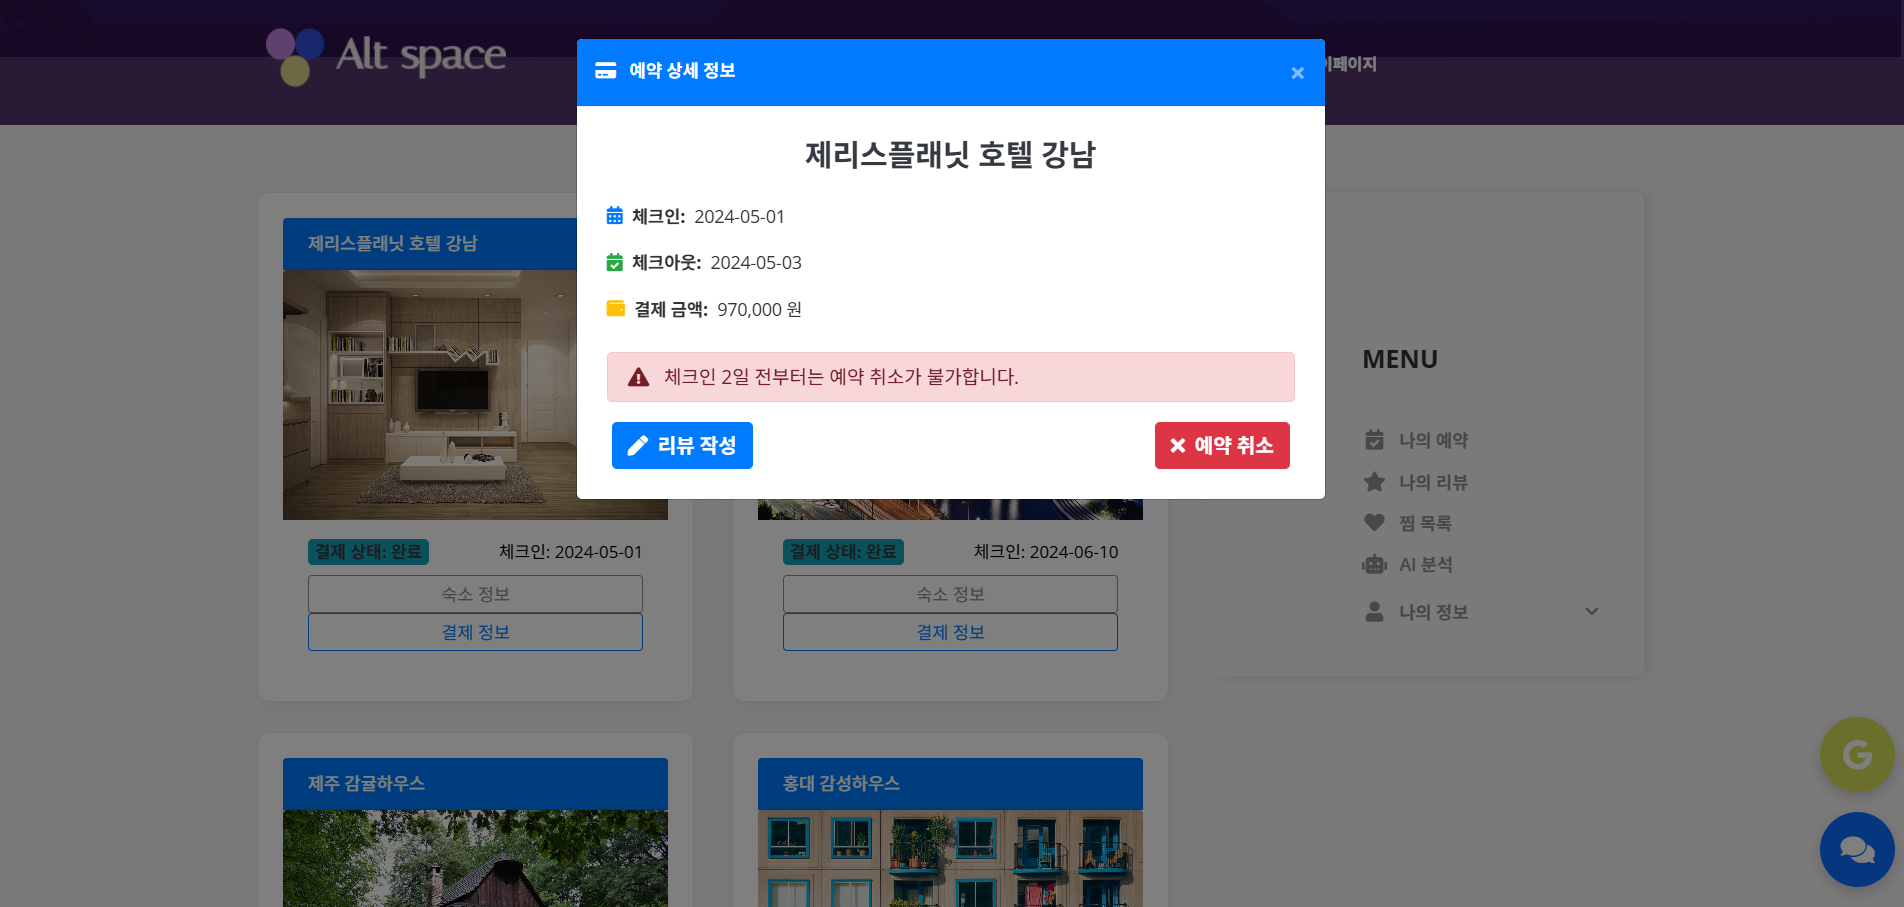 Alt space
이페이지
예약 상세 정보
×
제리스플래닛 호텔 강남
체크인: 2024-05-01
체크아웃: 2024-05-03
결제 금액: 970,000 원
체크인 2일 전부터는 예약 취소가 불가합니다.
리뷰 작성
예약 취소
제리스플래닛 호텔 강남
결제 상태: 완료
체크인: 2024-05-01
숙소 정보
결제 정보
결제 상태: 완료
체크인: 2024-06-10
숙소 정보
결제 정보
제주 감귤하우스
홍대 감성하우스
MENU
나의 예약
나의 리뷰
찜 목록
AI 분석
나의 정보
G